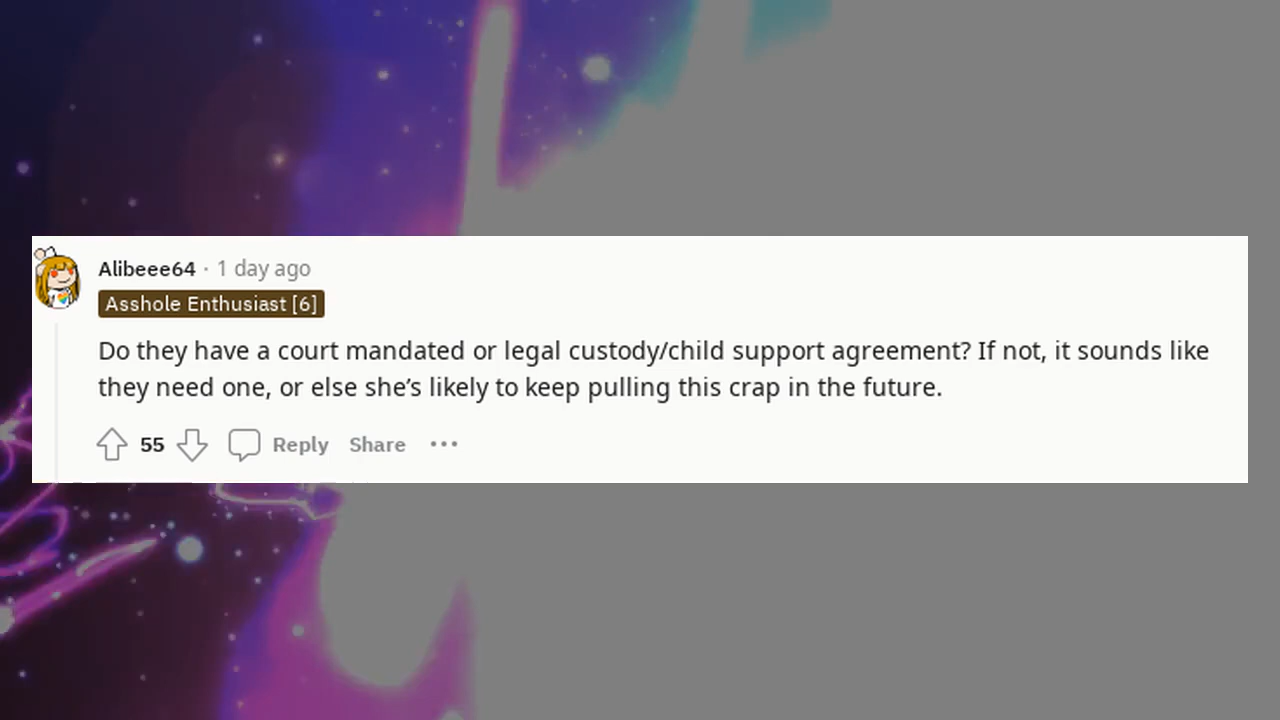 Alibeee64 · 1 day ago
Asshole Enthusiast [6]
Do they have a court mandated or legal custody/child support agreement? If not, it sounds like
they need one, or else she’s likely to keep pulling this crap in the future.
55 Reply Share ···